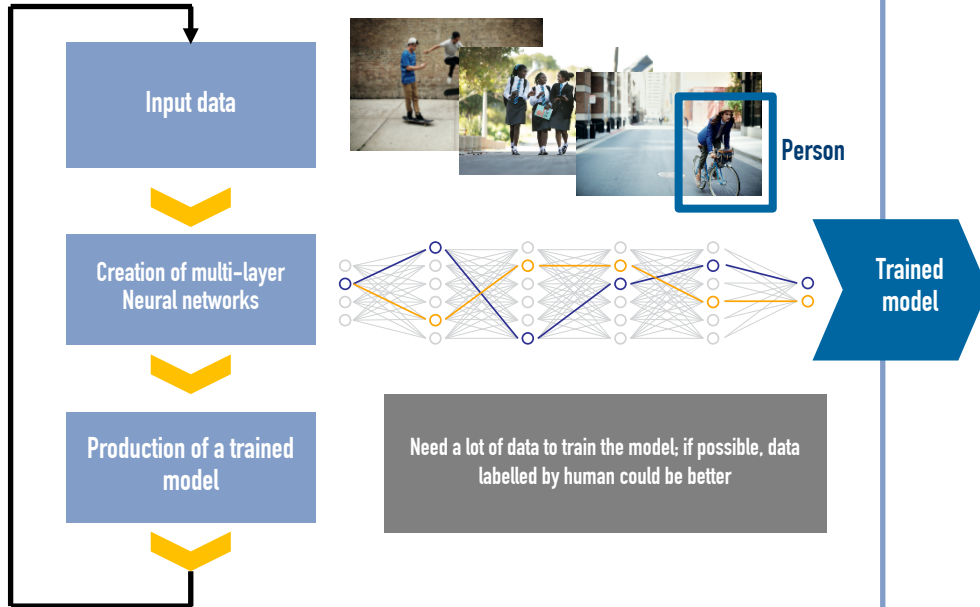 Input data
Person
Creation of multi-layer
Neural networks
Trained
model
Production of a trained
model
Need a lot of data to train the model; if possible, data
labelled by human could be better